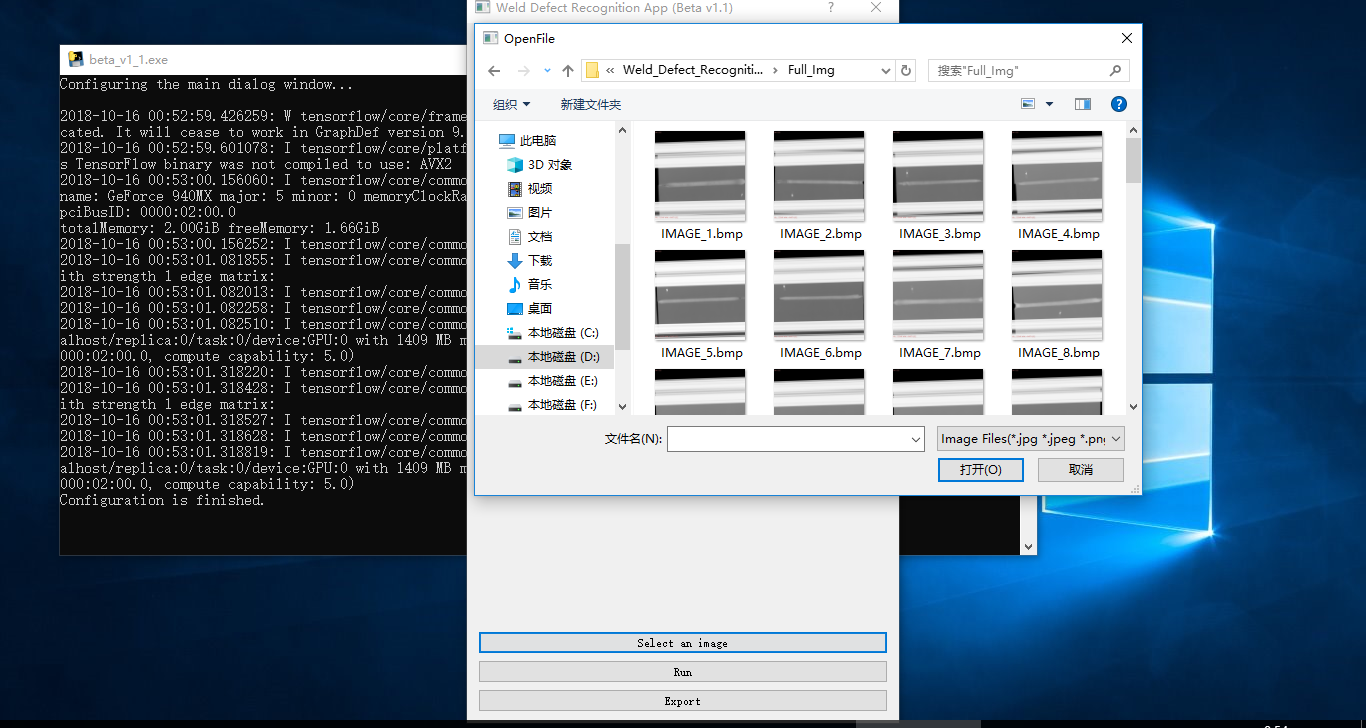 Weld Defect Recognition App (Beta v1.1)
?
OpenFile
« Weld_Defect_Recogniti... › Full_Img
搜索"Full_Img"
组织
新建文件夹
?
此电脑
3D 对象
视频
图片
文档
下载
音乐
桌面
本地磁盘 (C:)
本地磁盘 (D:)
本地磁盘 (E:)
本地磁盘 (F:)
IMAGE_1.bmp IMAGE_2.bmp IMAGE_3.bmp IMAGE_4.bmp
IMAGE_5.bmp IMAGE_6.bmp IMAGE_7.bmp IMAGE_8.bmp
文件名(N):
Image Files(*.jpg *.jpeg *.png
打开(O)
取消
beta_v1_1.exe
Configuring the main dialog window...
2018-10-16 00:52:59.426259: W tensorflow/core/frame
cated. It will cease to work in GraphDef version 9.
2018-10-16 00:52:59.601078: I tensorflow/core/platf
s TensorFlow binary was not compiled to use: AVX2
2018-10-16 00:53:00.156060: I tensorflow/core/commo
name: GeForce 940MX major: 5 minor: 0 memoryClockRa
pciBusID: 0000:02:00.0
totalMemory: 2.00GiB freeMemory: 1.66GiB
2018-10-16 00:53:00.156252: I tensorflow/core/commo
2018-10-16 00:53:01.081855: I tensorflow/core/commo
ith strength 1 edge matrix:
2018-10-16 00:53:01.082013: I tensorflow/core/commo
2018-10-16 00:53:01.082258: I tensorflow/core/commo
2018-10-16 00:53:01.082510: I tensorflow/core/commo
alhost/replica:0/task:0/device:GPU:0 with 1409 MB m
000:02:00.0, compute capability: 5.0)
2018-10-16 00:53:01.318220: I tensorflow/core/commo
2018-10-16 00:53:01.318428: I tensorflow/core/commo
ith strength 1 edge matrix:
2018-10-16 00:53:01.318527: I tensorflow/core/commo
2018-10-16 00:53:01.318628: I tensorflow/core/commo
2018-10-16 00:53:01.318819: I tensorflow/core/commo
alhost/replica:0/task:0/device:GPU:0 with 1409 MB m
000:02:00.0, compute capability: 5.0)
Configuration is finished.
Select an image
Run
Export